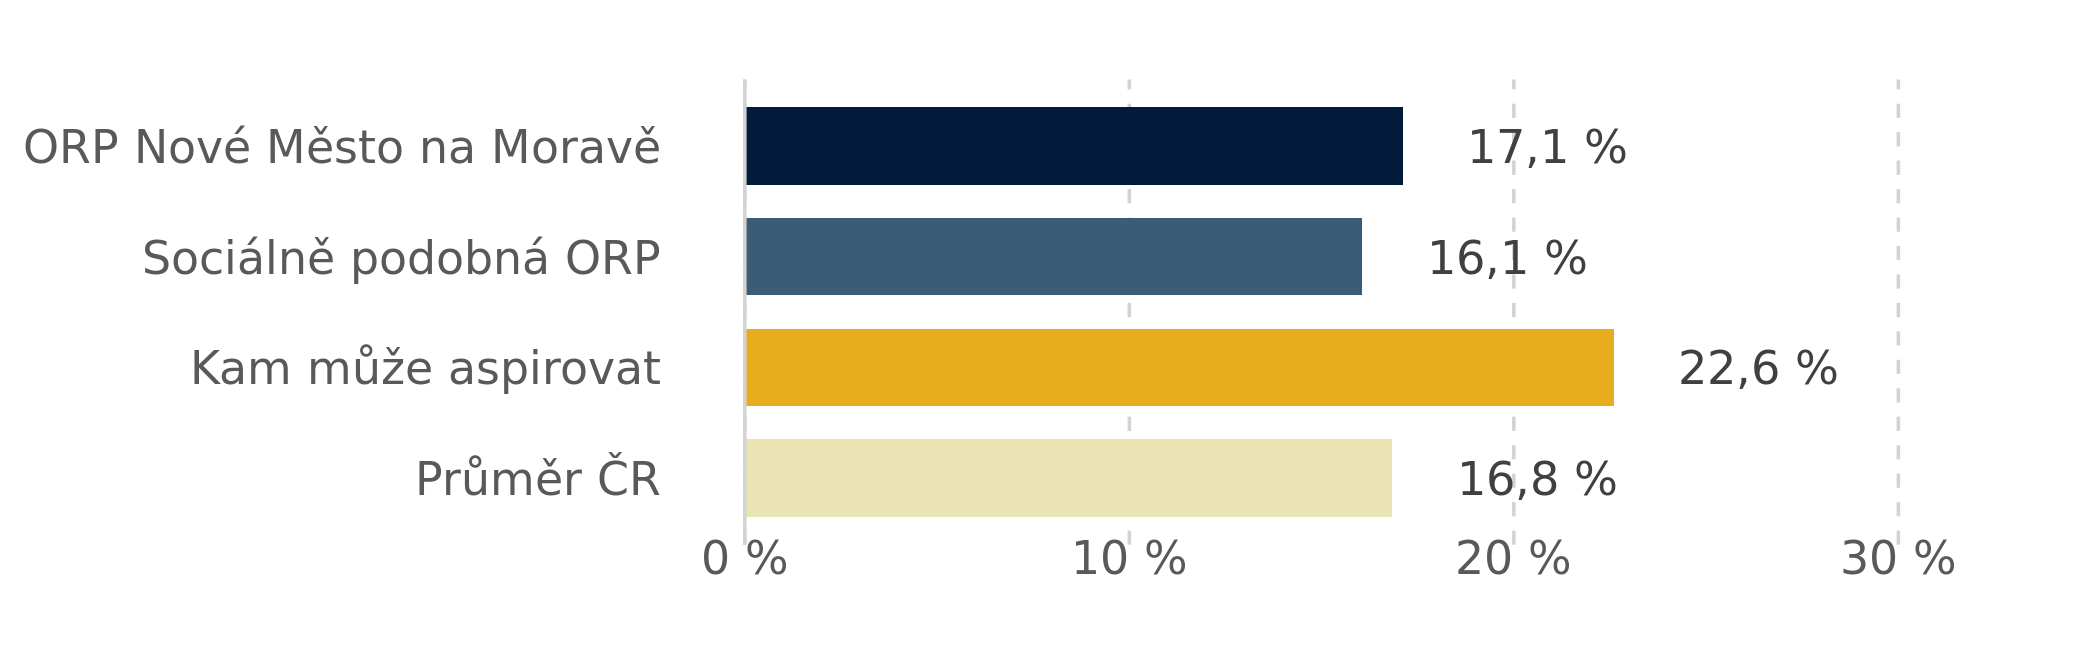 ORP Nové Město na Moravě 17,1 %
Sociálně podobná ORP 16,1 %
Kam může aspirovat 22,6 %
Průměr ČR 16,8 %
0 % 10 % 20 % 30 %